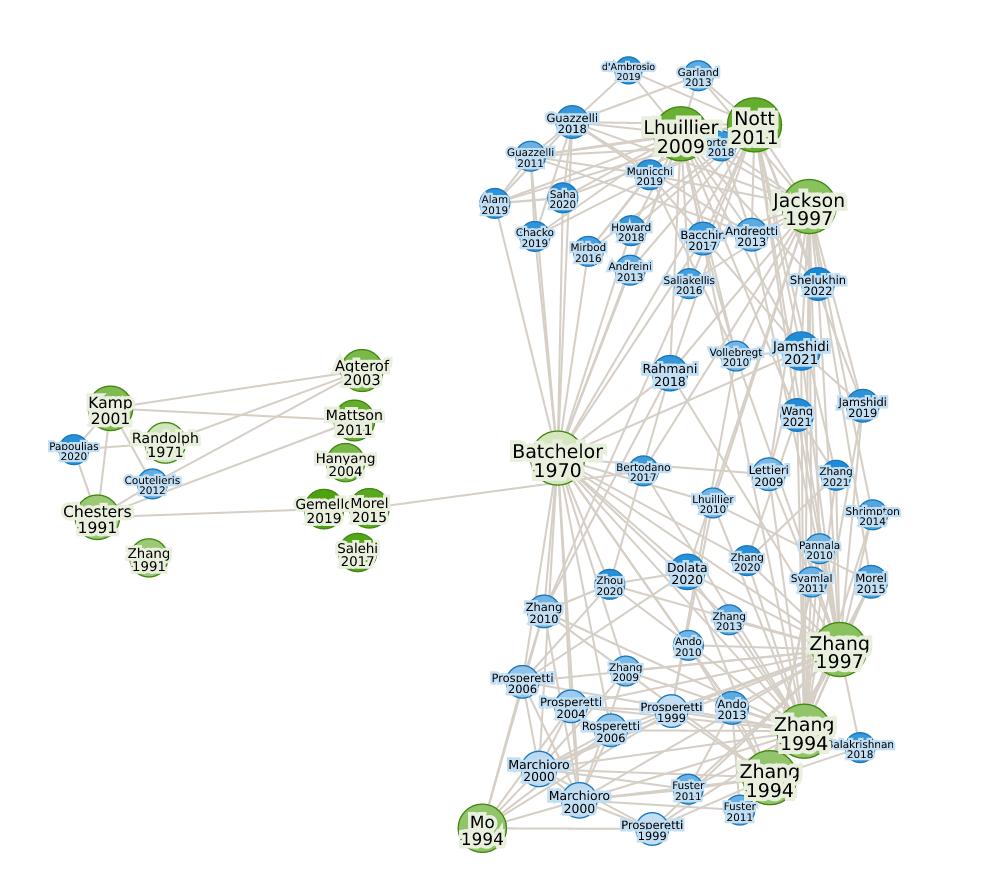 d'Ambrosio
2019
Garland
2013
Guazzelli
2018
Lhuillier
2009
Nott
2011
2018
Guazzelli
2011
Municchi
2019
Alam
2019
Saha
2020
Jackson
1997
Chacko
2019
Mirbod
2016
Howard
2018
Bacchir
2017
Andreotti
2013
Andreini
2013
Saliakellis
2016
Shelukhin
2022
Agterof
2003
Rahmani
2018
Vollebregt
2010
Jamshidi
2021
Kamp
2001
Mattson
2011
Wang
2021
Jamshidi
2019
Papoulias
2020
Randolph
1971
Hanyang
2004
Batchelor
1970
Bertodano
2017
Lettieri
2009
Zhang
2021
Coutelieris
2012
Chesters
1991
Gemello
2019
Morel
2015
Lhuillier
2010
Shrimpton
2014
Zhang
1991
Salehi
2017
Zhang
2020
Pannala
2010
Dolata
2020
Zhou
2020
Svamlal
2011
Morel
2015
Zhang
2010
Zhang
2013
Ando
2010
Zhang
1997
Zhang
2009
Prosperetti
2006
Prosperetti
2004
Prosperetti
1999
Ando
2013
Rosperetti
2006
Zhang
1994
Balakrishnan
2018
Marchioro
2000
Zhang
1994
Marchioro
2000
Fuster
2011
Fuster
2011
Mo
1994
Prosperetti
1999